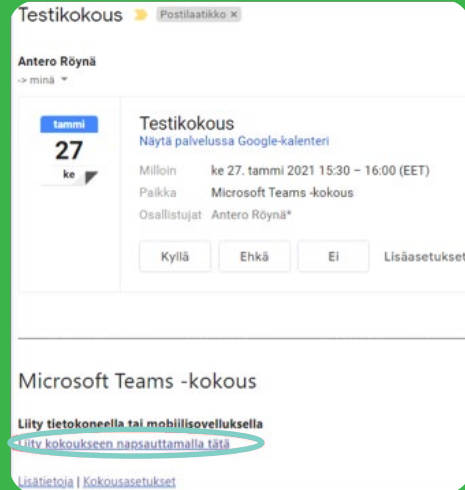 Testikokous Postilaatikko ×
Antero Röynä
-> minä
tammi
27
ke
Testikokous
Näytä palvelussa Google-kalenteri
Milloin ke 27. tammi 2021 15:30 – 16:00 (EET)
Paikka Microsoft Teams -kokous
Osallistujat Antero Röynä*
Kyllä Ehkä Ei Lisäasetukset
Microsoft Teams -kokous
Liity tietokoneella tai mobiilisovelluksella
Liity kokoukseen napsauttamalla tätä
Lisätietoja | Kokousasetukset